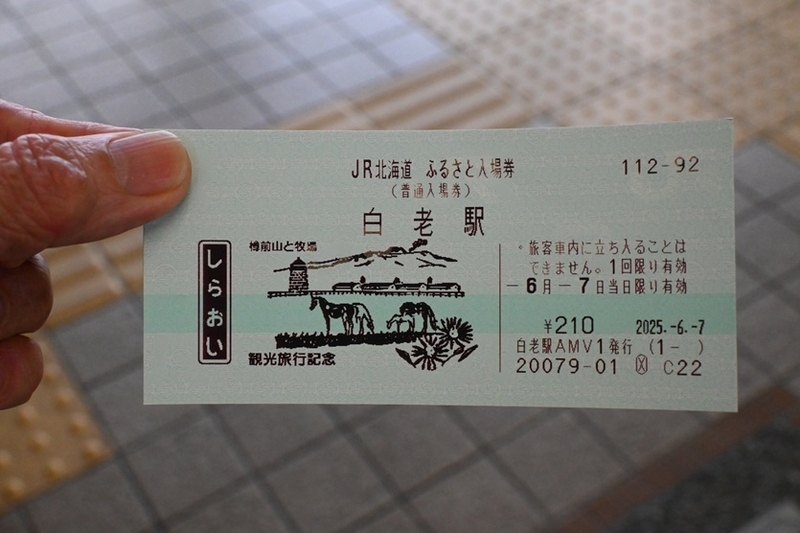 JR北海道 ふるさと入場券
112-92
(普通入場券)
白老駅
樽前山と牧場
しらおい
観光旅行記念
◦旅客車内に立ち入ることは
できません。1回限り有効
-6月-7日当日限り有効
¥210 2025.-6.-7
白老駅AMV1発行 (1- )
20079-01 Ⓧ C22